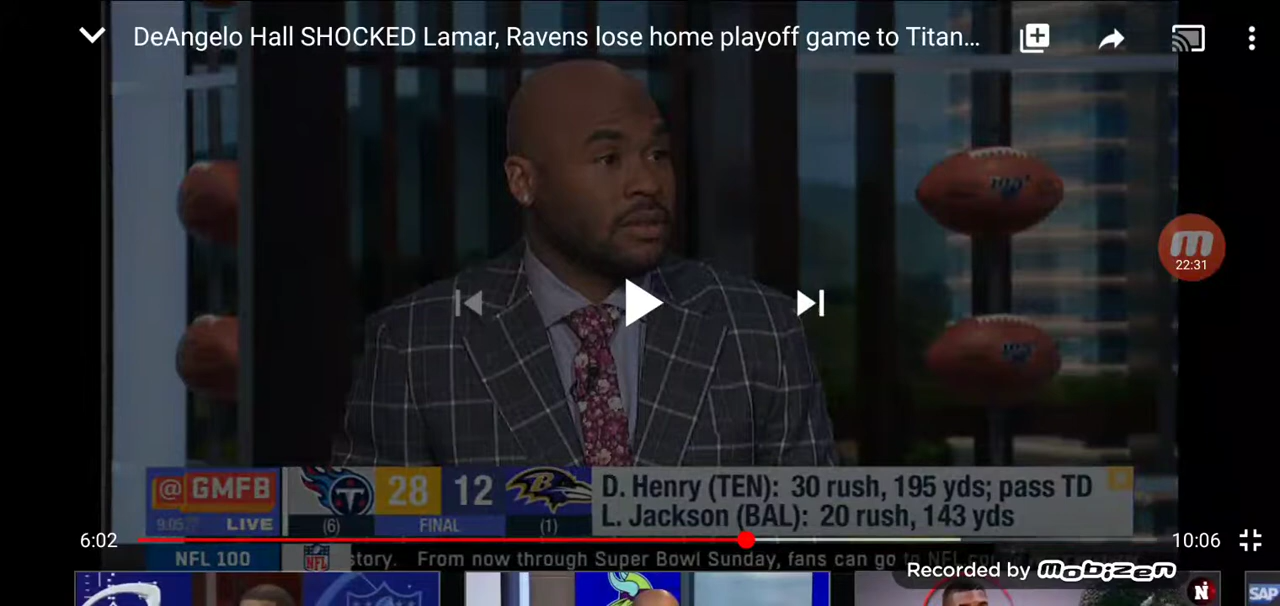 DeAngelo Hall SHOCKED Lamar, Ravens lose home playoff game to Titan...
22:31
@GMFB
28
12
D. Henry (TEN): 30 rush, 195 yds; pass TD
9:05
LIVE
(6)
FINAL
(1)
L. Jackson (BAL): 20 rush, 143 yds
6:02
10:06
NFL 100
NFL
story. From now through Super Bowl Sunday, fans can go to NFL.co
Recorded by mobizen
SAP